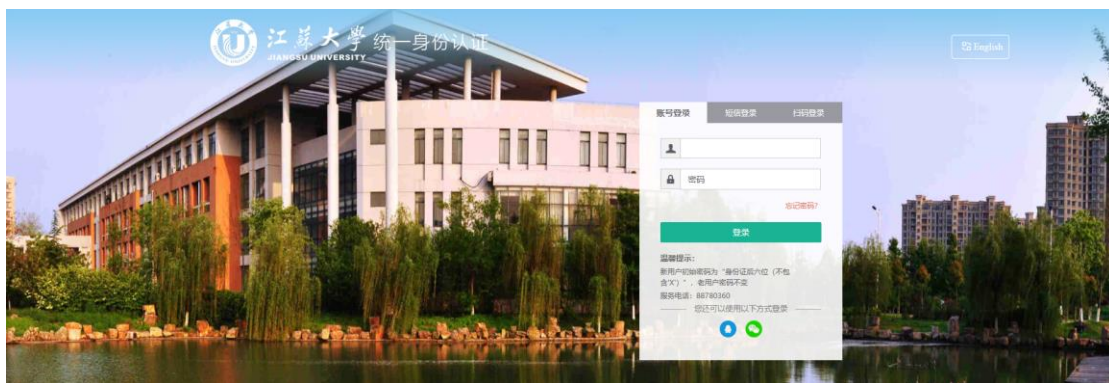 江苏大学 统一身份认证
JIANGSU UNIVERSITY
English
账号登录 短信登录 扫码登录
密码
忘记密码?
登录
温馨提示:
新用户初始密码为“身份证后六位(不包
含'X')”,老用户密码不变
服务电话:88780360
您还可以使用以下方式登录